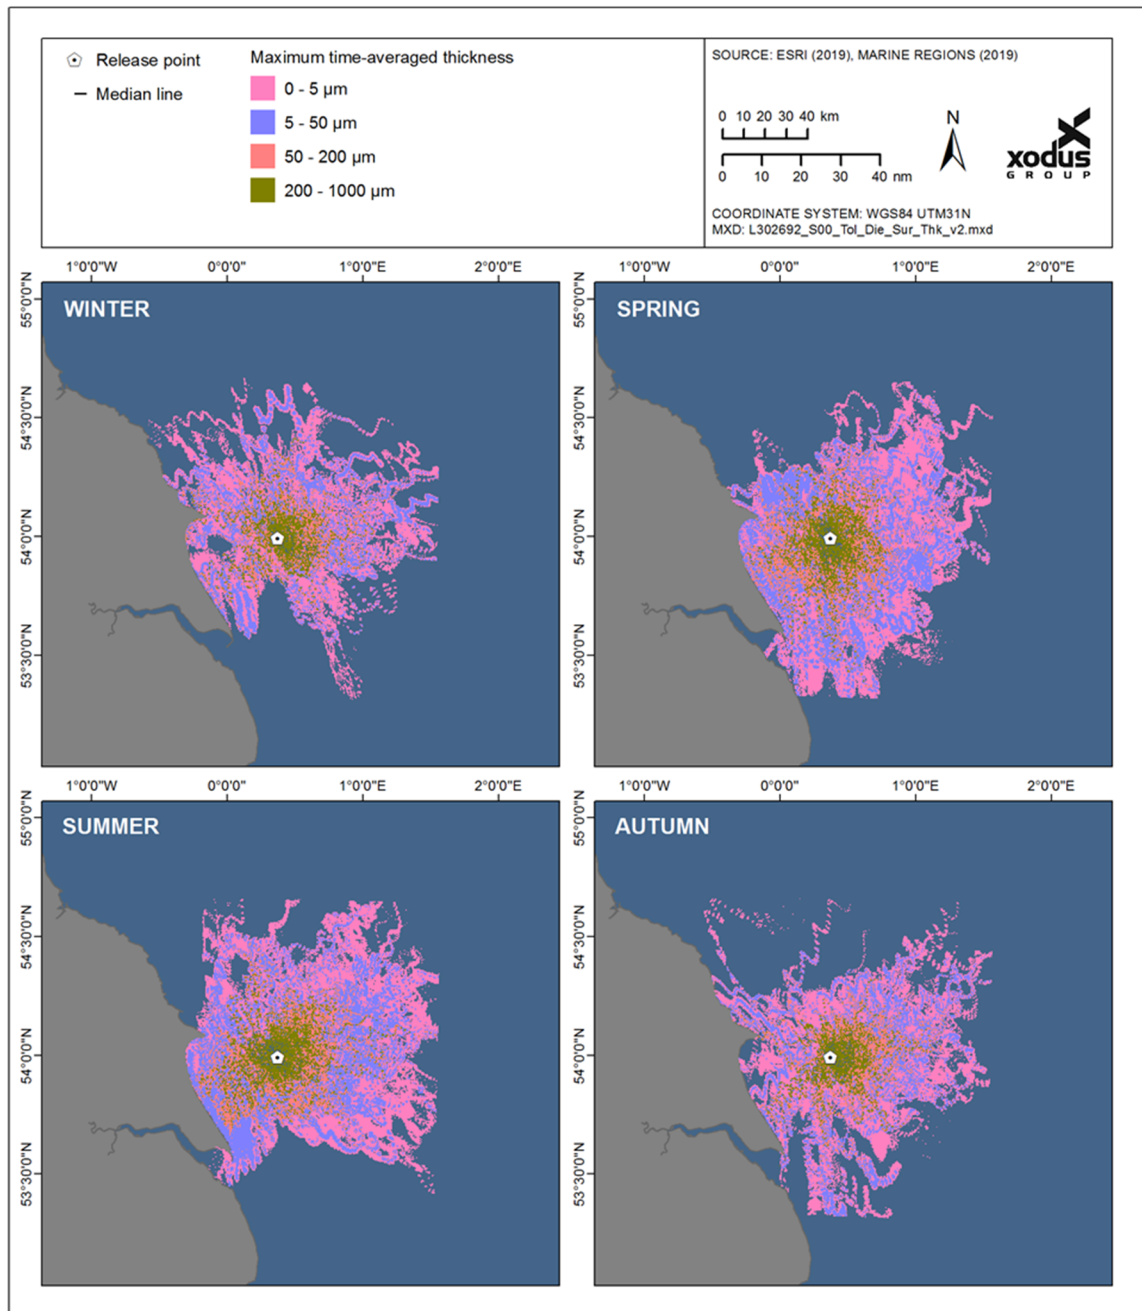 Release point
Median line
Maximum time-averaged thickness
0 - 5 µm
5 - 50 µm
50 - 200 µm
200 - 1000 µm
SOURCE: ESRI (2019), MARINE REGIONS (2019)
0 10 20 30 40 km
0 10 20 30 40 nm
N
xodus
GROUP
COORDINATE SYSTEM: WGS84 UTM31N
MXD: L302692_S00_Tol_Die_Sur_Thk_v2.mxd
1°0'0"W 0°0'0" 1°0'0"E 2°0'0"E
55°0'0"N
54°30'0"N
54°0'0"N
53°30'0"N
WINTER
1°0'0"W 0°0'0" 1°0'0"E 2°0'0"E
55°0'0"N
54°30'0"N
54°0'0"N
53°30'0"N
SPRING
1°0'0"W 0°0'0" 1°0'0"E 2°0'0"E
55°0'0"N
54°30'0"N
54°0'0"N
53°30'0"N
SUMMER
1°0'0"W 0°0'0" 1°0'0"E 2°0'0"E
55°0'0"N
54°30'0"N
54°0'0"N
53°30'0"N
AUTUMN